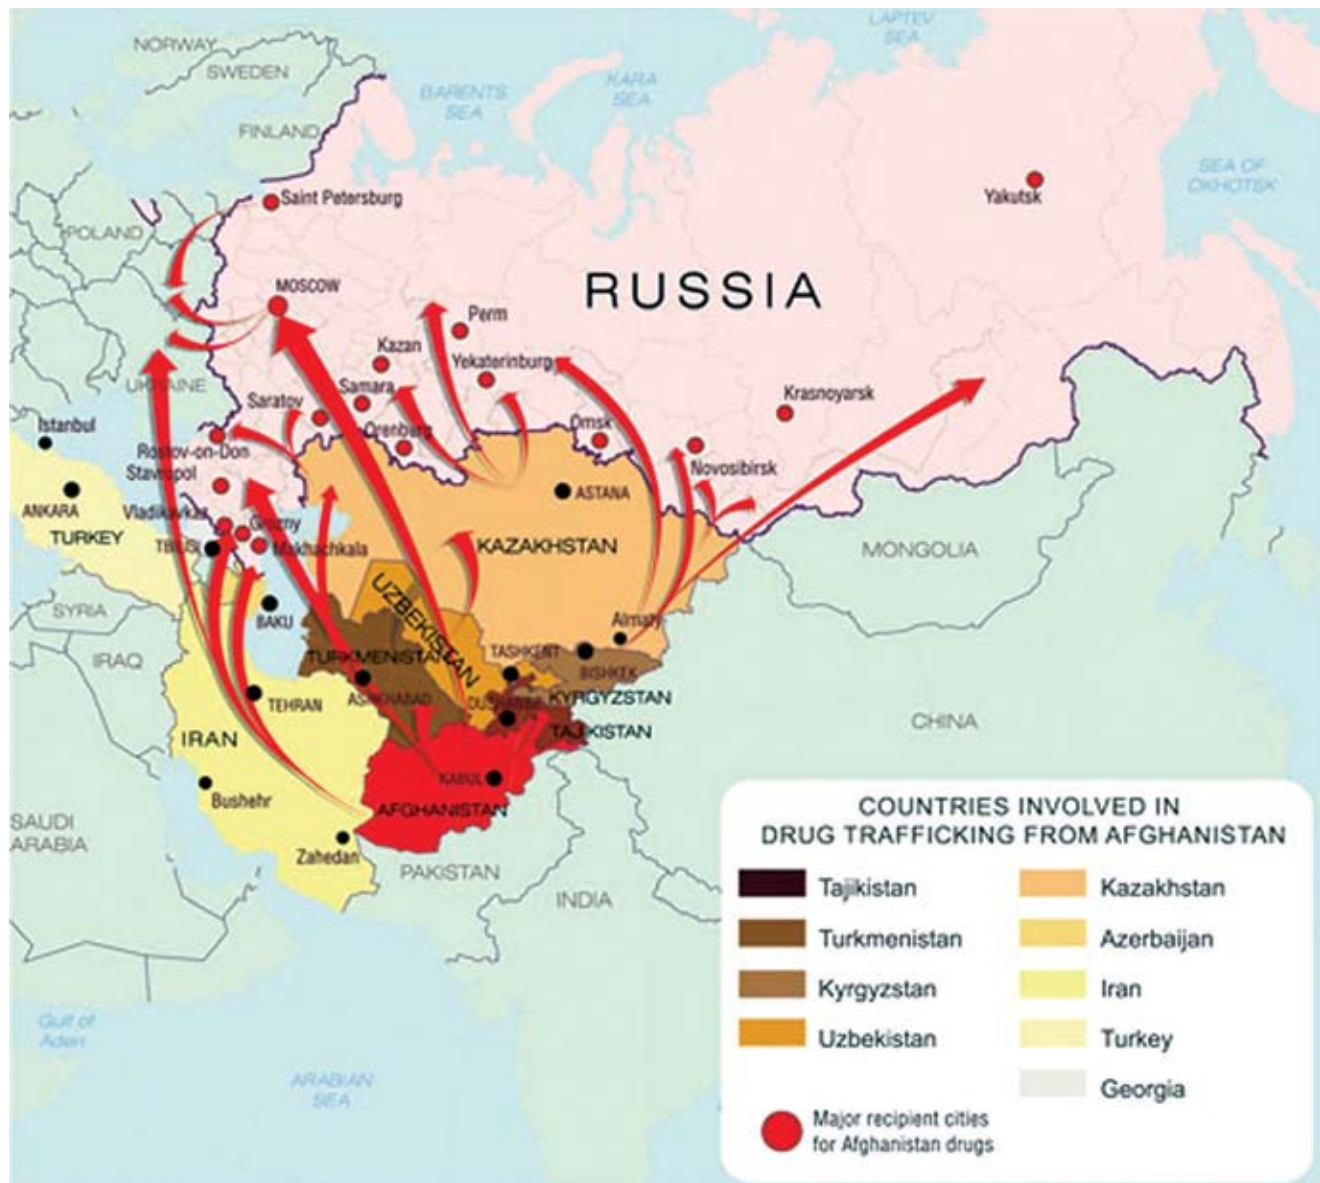 LAPTEV
SEA
NORWAY
SWEDEN
BARENTS
SEA
KARA
SEA
FINLAND
SEA OF
OKHOTSK
Saint Petersburg
Yakutsk
POLAND
MOSCOW
RUSSIA
Perm
Kazan
Yekaterinburg
UKRAINE
Samara
Saratov
Krasnoyarsk
Istanbul
Omsk
Orenburg
Rostov-on-Don
Stavropol
Novosibirsk
ANKARA
ASTANA
Vladikavkaz
Grozny
TURKEY
TBILISI
Makhachkala
KAZAKHSTAN
MONGOLIA
SYRIA
BAKU
UZBEKISTAN
Almaty
IRAQ
TURKMENISTAN
TASHKENT
BISHKEK
TEHRAN
ASHKHABAD
DUSHANBE
KYRGYZSTAN
CHINA
IRAN
TAJIKISTAN
KABUL
Bushehr
AFGHANISTAN
SAUDI
ARABIA
Zahedan
PAKISTAN
INDIA
Gulf of
Aden
ARABIAN
SEA
COUNTRIES INVOLVED IN
DRUG TRAFFICKING FROM AFGHANISTAN
Tajikistan
Turkmenistan
Kyrgyzstan
Uzbekistan
Kazakhstan
Azerbaijan
Iran
Turkey
Georgia
Major recipient cities
for Afghanistan drugs